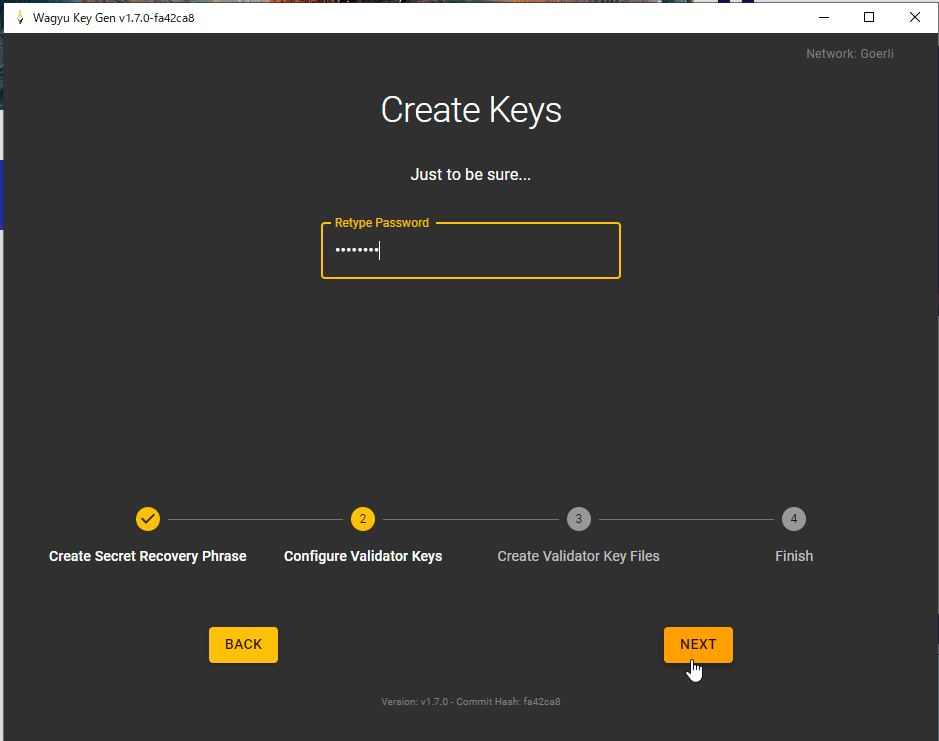 Wagyu Key Gen v1.7.0-fa42ca8
Network: Goerli
Create Keys
Just to be sure...
Retype Password
••••••••
2
3
4
Create Secret Recovery Phrase
Configure Validator Keys
Create Validator Key Files
Finish
BACK
NEXT
Version: v1.7.0 - Commit Hash: fa42ca8